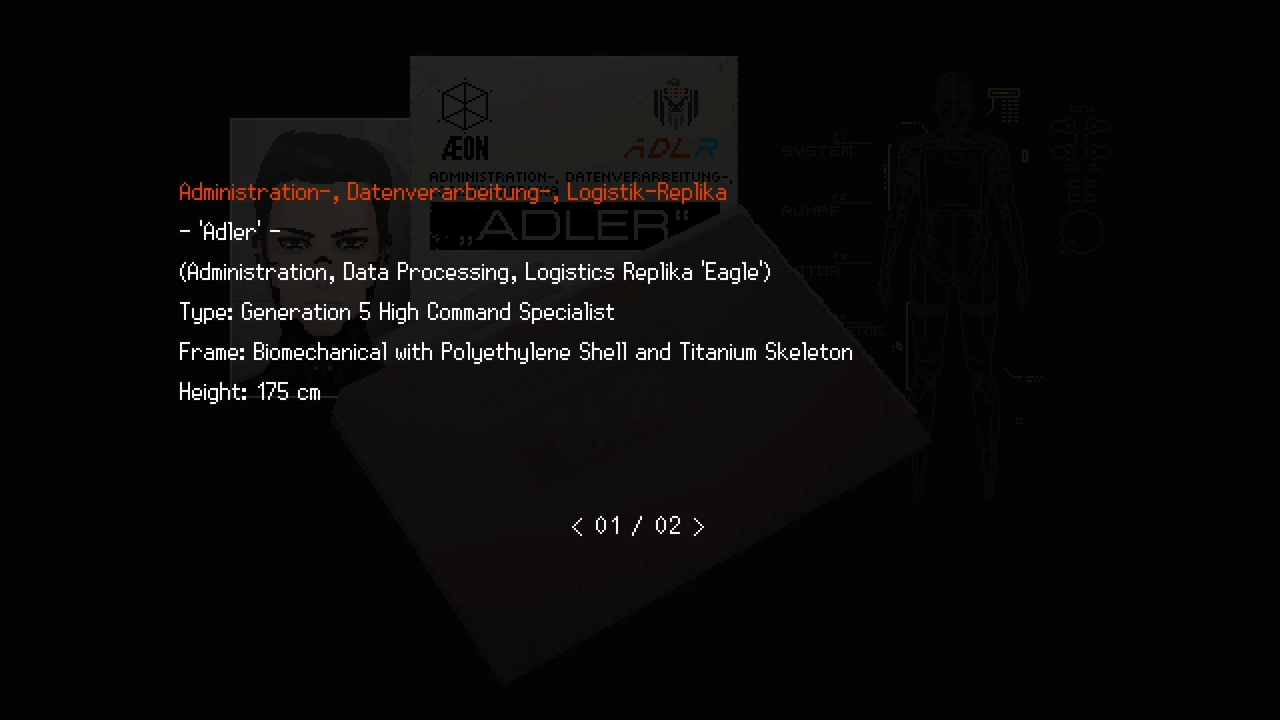 ÆON
ADLR
ADMINISTRATION-, DATENVERARBEITUNG-,
Administration-, Datenverarbeitung-, Logistik-Replika
„ADLER“
- 'Adler' -
(Administration, Data Processing, Logistics Replika 'Eagle')
Type: Generation 5 High Command Specialist
Frame: Biomechanical with Polyethylene Shell and Titanium Skeleton
Height: 175 cm
SYSTEM
RUMPF
< 01 / 02 >